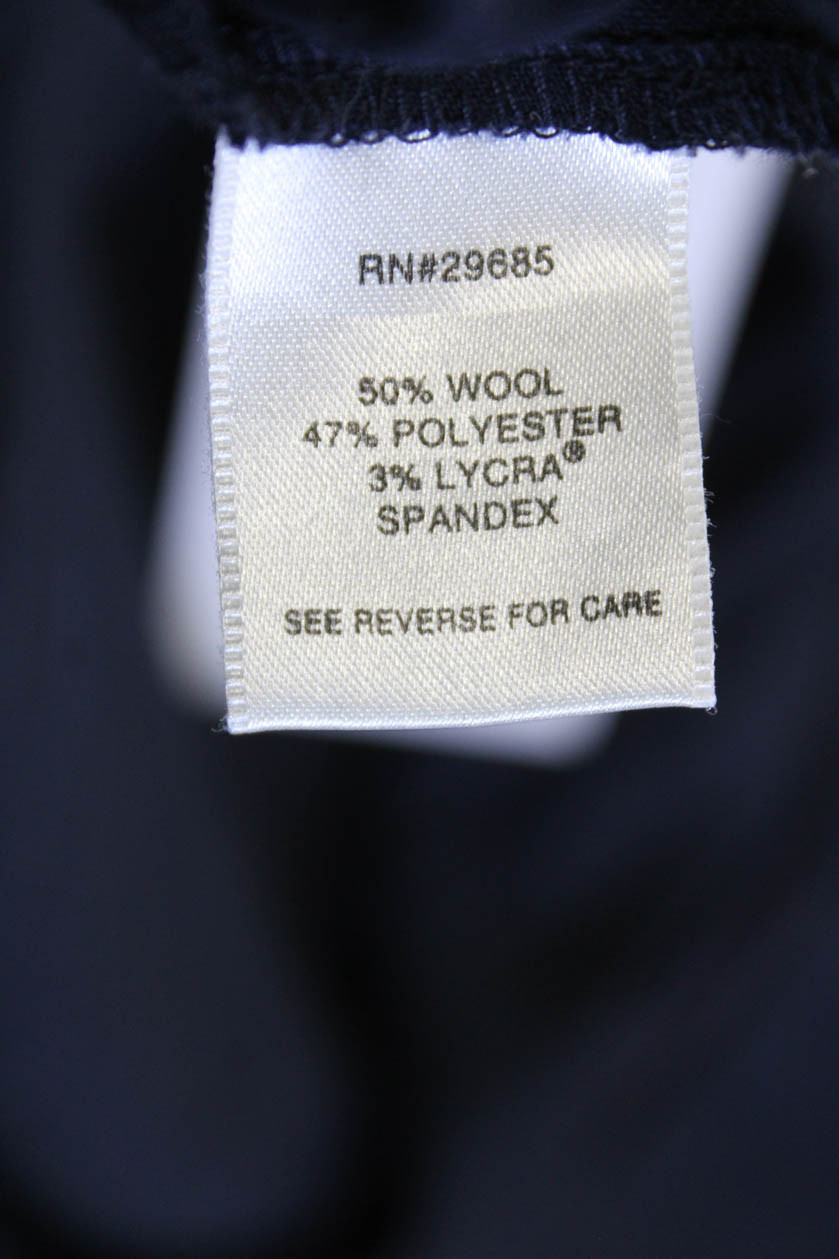 RN#29685
50% WOOL
47% POLYESTER
3% LYCRA®
SPANDEX
SEE REVERSE FOR CARE